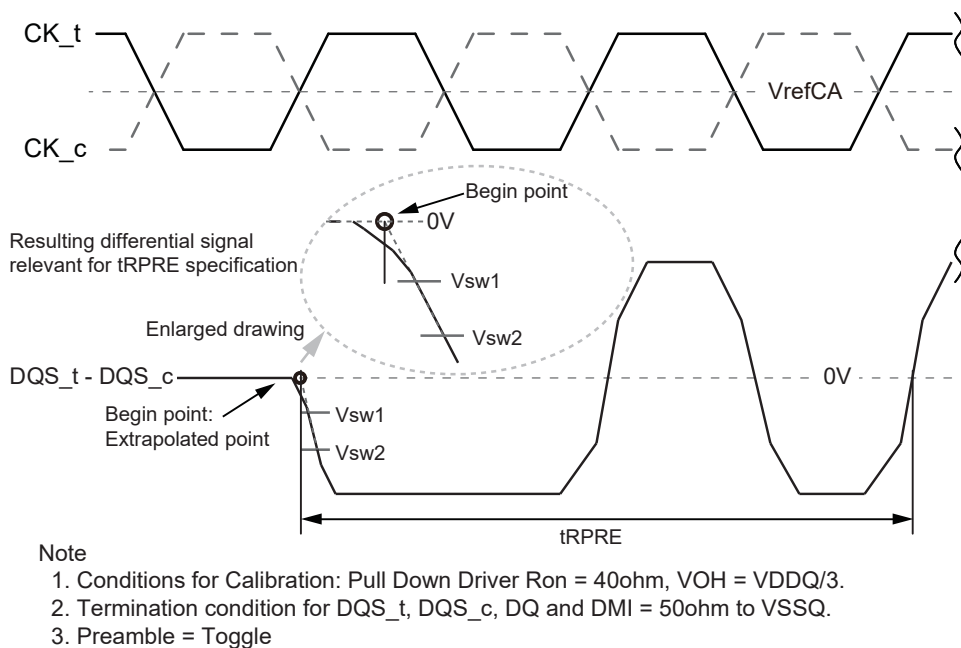 CK_t
VrefCA
CK_c
Begin point
0V
Resulting differential signal
relevant for tRPRE specification
Vsw1
Vsw2
Enlarged drawing
DQS_t - DQS_c
0V
Begin point:
Extrapolated point
Vsw1
Vsw2
tRPRE
Note
1. Conditions for Calibration: Pull Down Driver Ron = 40ohm, VOH = VDDQ/3.
2. Termination condition for DQS_t, DQS_c, DQ and DMI = 50ohm to VSSQ.
3. Preamble = Toggle